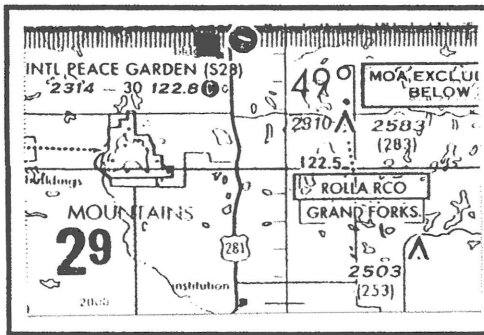 INTL PEACE GARDEN (S28)
2314 – 30 122.8 C
49°
MOA EXCLU
BELOW
2310
2583
(283)
122.5
ROLLA RCO
GRAND FORKS
buildings
MOUNTAINS
29
281
institution
2503
(253)